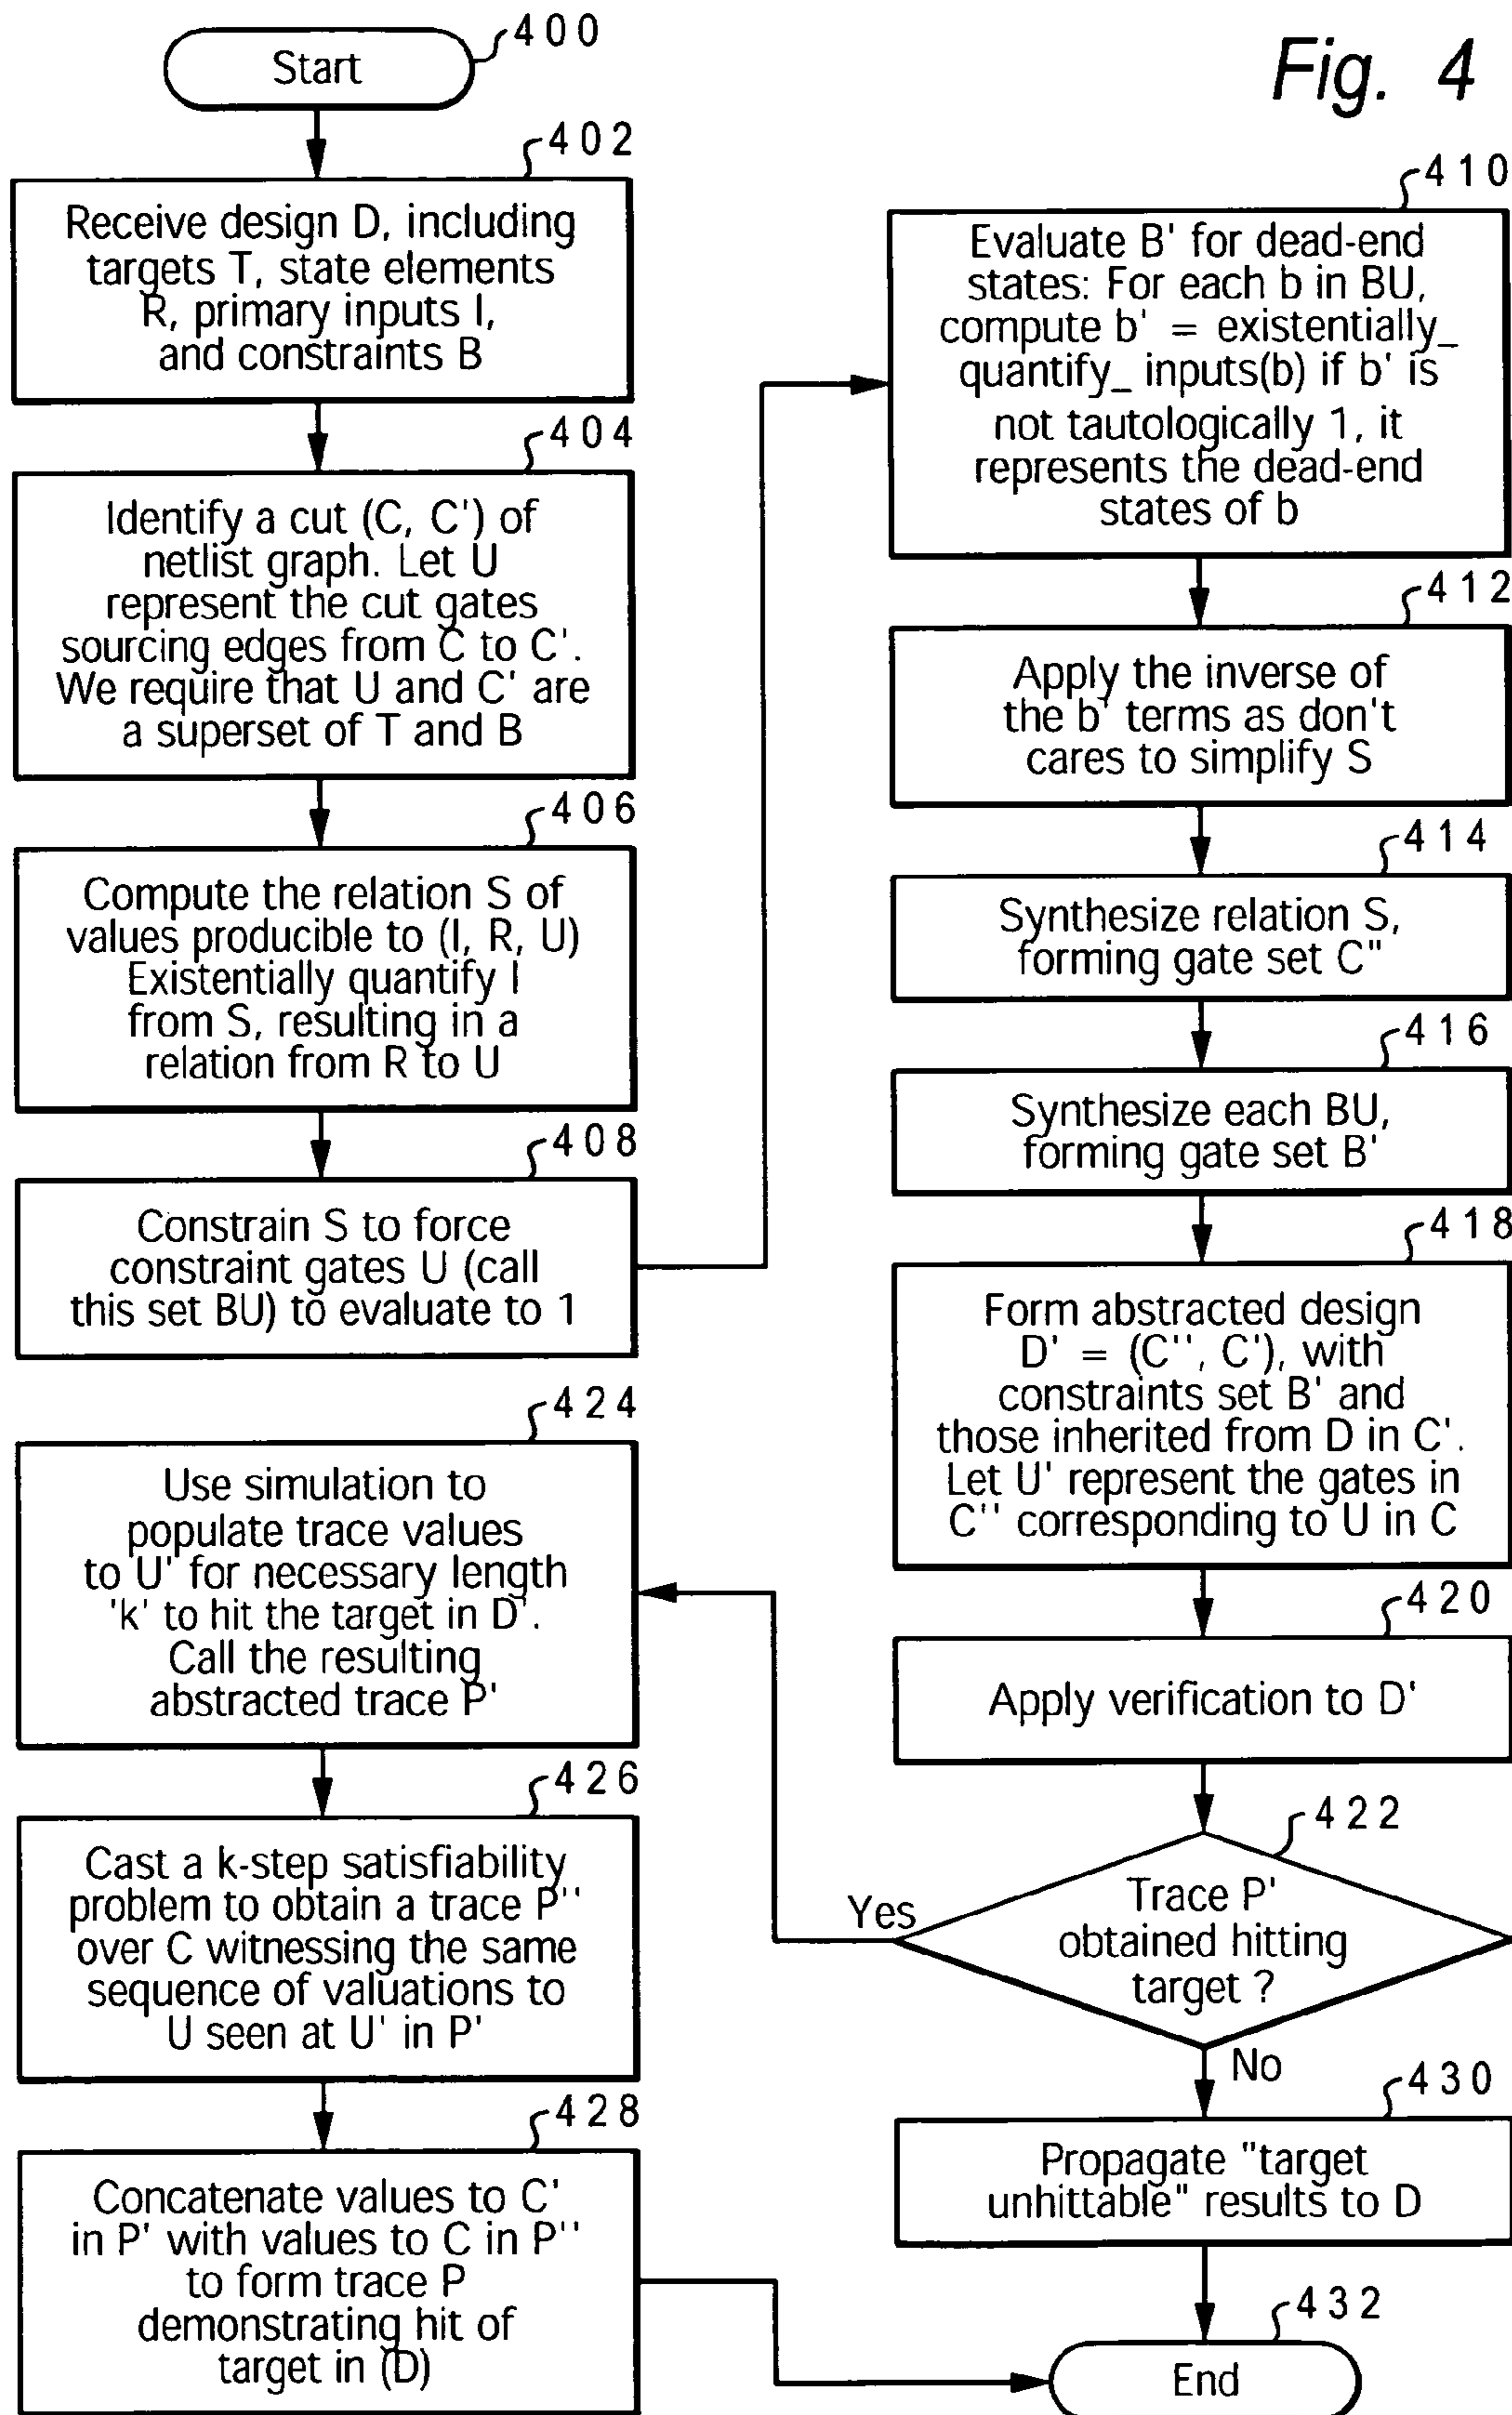 Fig. 4
400
Start
402
Receive design D, including
targets T, state elements
R, primary inputs I,
and constraints B
404
Identify a cut (C, C') of
netlist graph. Let U
represent the cut gates
sourcing edges from C to C'.
We require that U and C' are
a superset of T and B
406
Compute the relation S of
values producible to (I, R, U)
Existentially quantify I
from S, resulting in a
relation from R to U
408
Constrain S to force
constraint gates U (call
this set BU) to evaluate to 1
410
Evaluate B' for dead-end
states: For each b in BU,
compute b' = existentially_
quantify_ inputs(b) if b' is
not tautologically 1, it
represents the dead-end
states of b
412
Apply the inverse of
the b' terms as don't
cares to simplify S
414
Synthesize relation S,
forming gate set C''
416
Synthesize each BU,
forming gate set B'
418
Form abstracted design
D' = (C'', C'), with
constraints set B' and
those inherited from D in C'.
Let U' represent the gates in
C'' corresponding to U in C
420
Apply verification to D'
422
Trace P'
obtained hitting
target ?
Yes
No
424
Use simulation to
populate trace values
to U' for necessary length
'k' to hit the target in D'.
Call the resulting
abstracted trace P'
426
Cast a k-step satisfiability
problem to obtain a trace P''
over C witnessing the same
sequence of valuations to
U seen at U' in P'
428
Concatenate values to C'
in P' with values to C in P''
to form trace P
demonstrating hit of
target in (D)
430
Propagate "target
unhittable" results to D
432
End